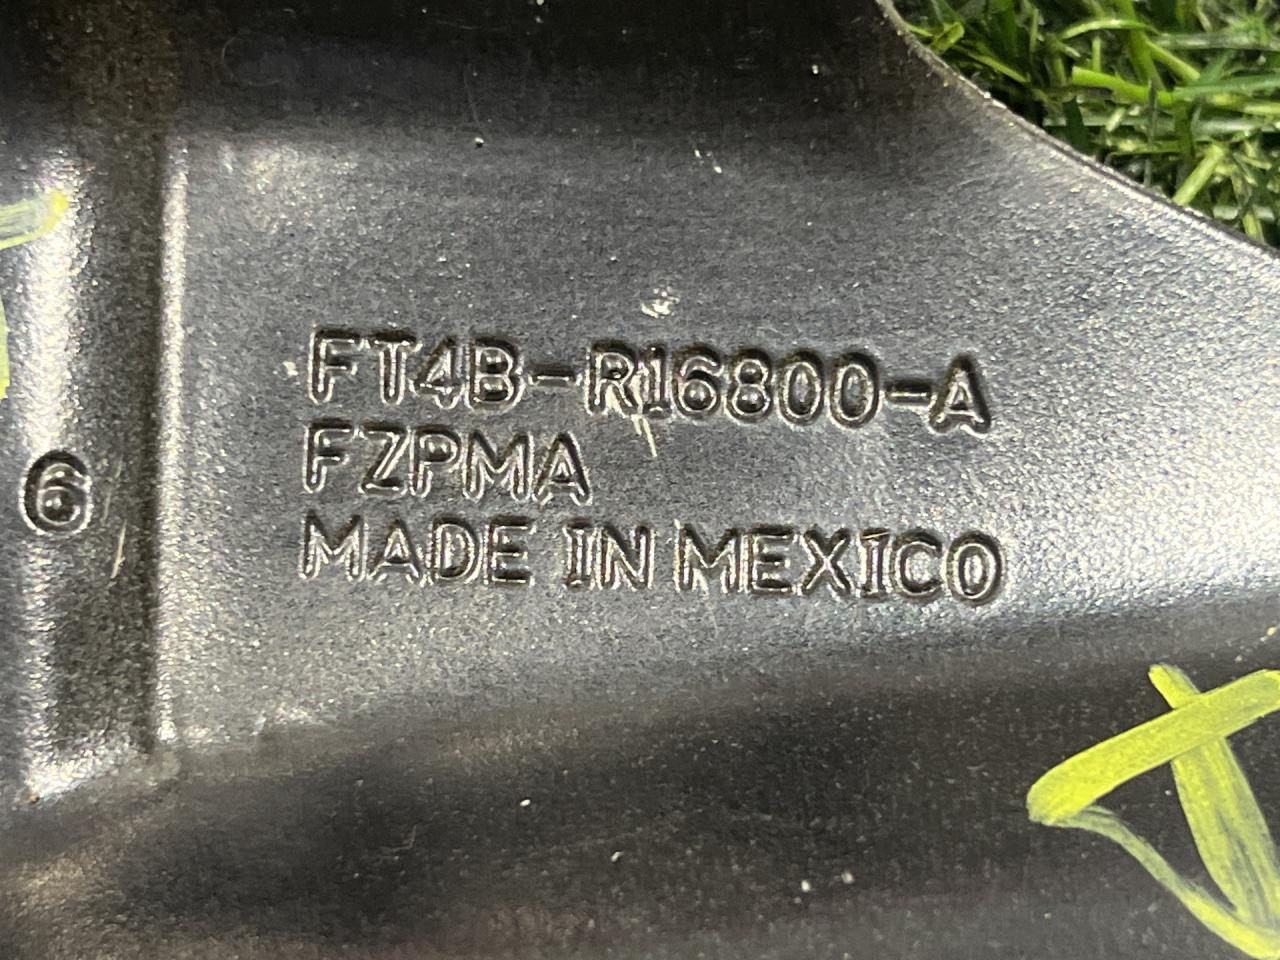 FT4B-R16800-A
FZPMA
MADE IN MEXICO
6